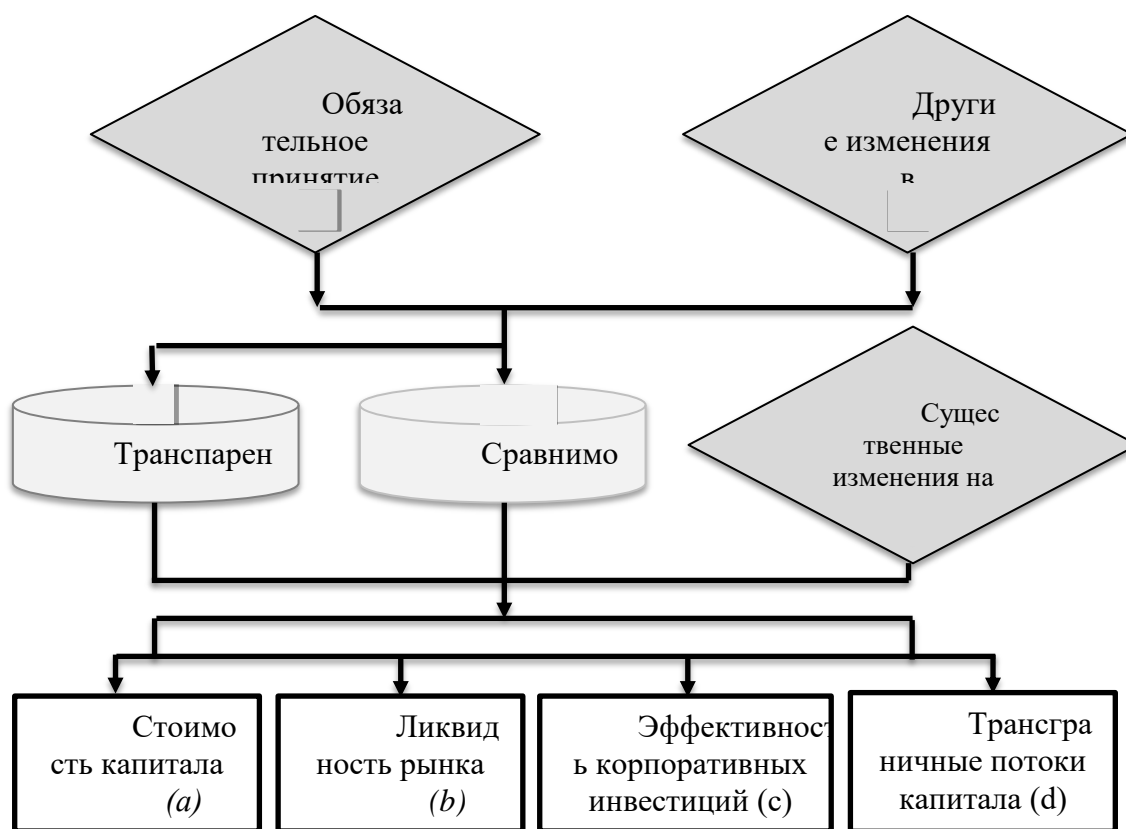 Обяза
тельное
принятие
Други
е изменения
в
Транспарен
Сравнимо
Сущес
твенные
изменения на
Стоимо
сть капитала
(a)
Ликвид
ность рынка
(b)
Эффективност
ь корпоративных
инвестиций (c)
Трансгра
ничные потоки
капитала (d)